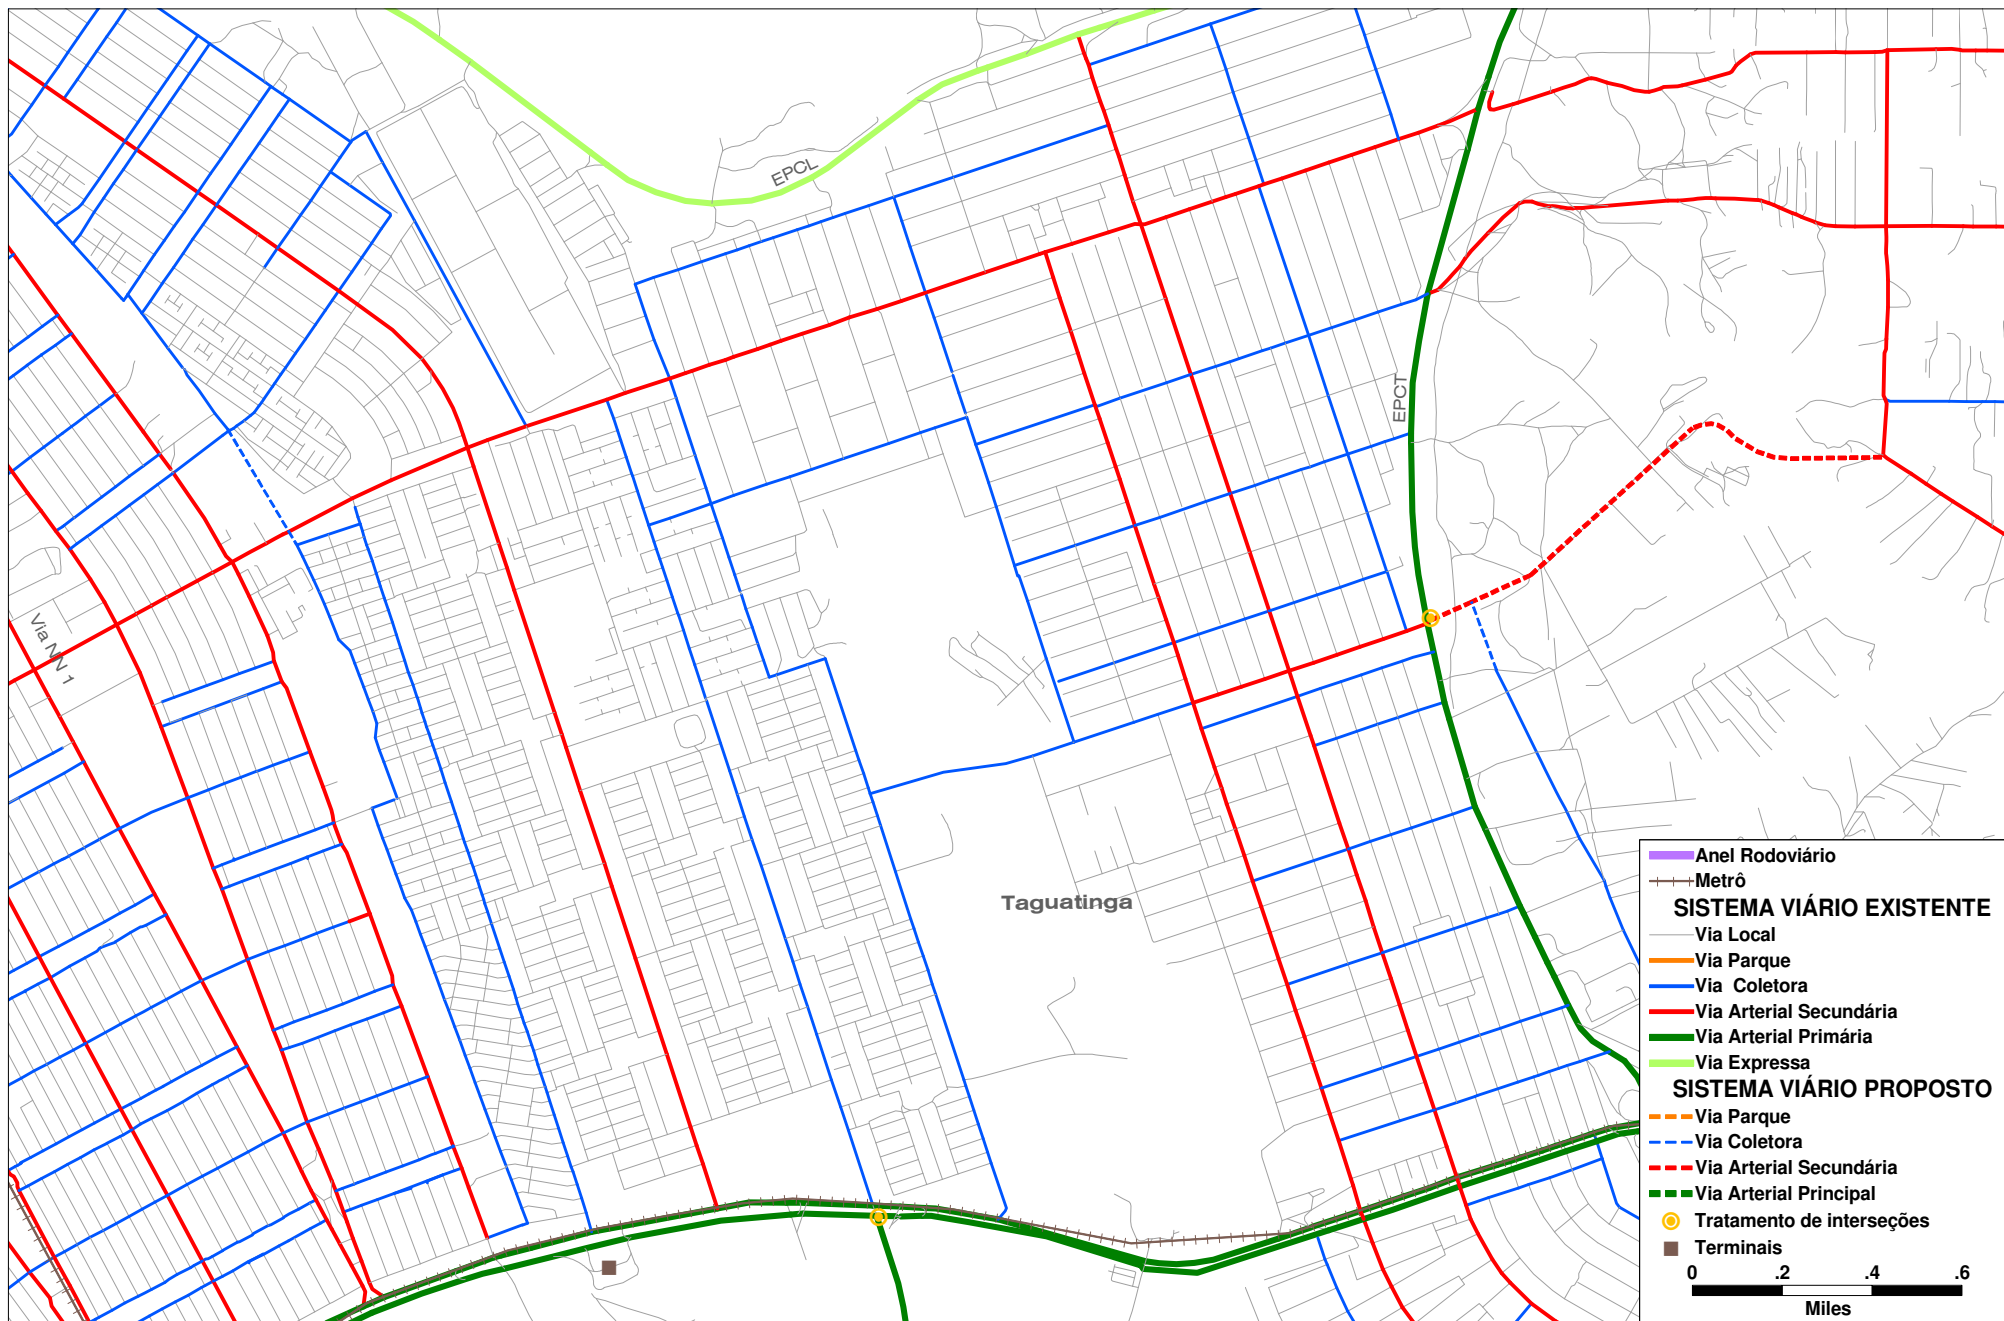 EPCL
EPCT
Via NN 1
Taguatinga
Anel Rodoviário
Metrô
SISTEMA VIÁRIO EXISTENTE
Via Local
Via Parque
Via Coletora
Via Arterial Secundária
Via Arterial Primária
Via Expressa
SISTEMA VIÁRIO PROPOSTO
Via Parque
Via Coletora
Via Arterial Secundária
Via Arterial Principal
Tratamento de interseções
Terminais
0 .2 .4 .6
Miles